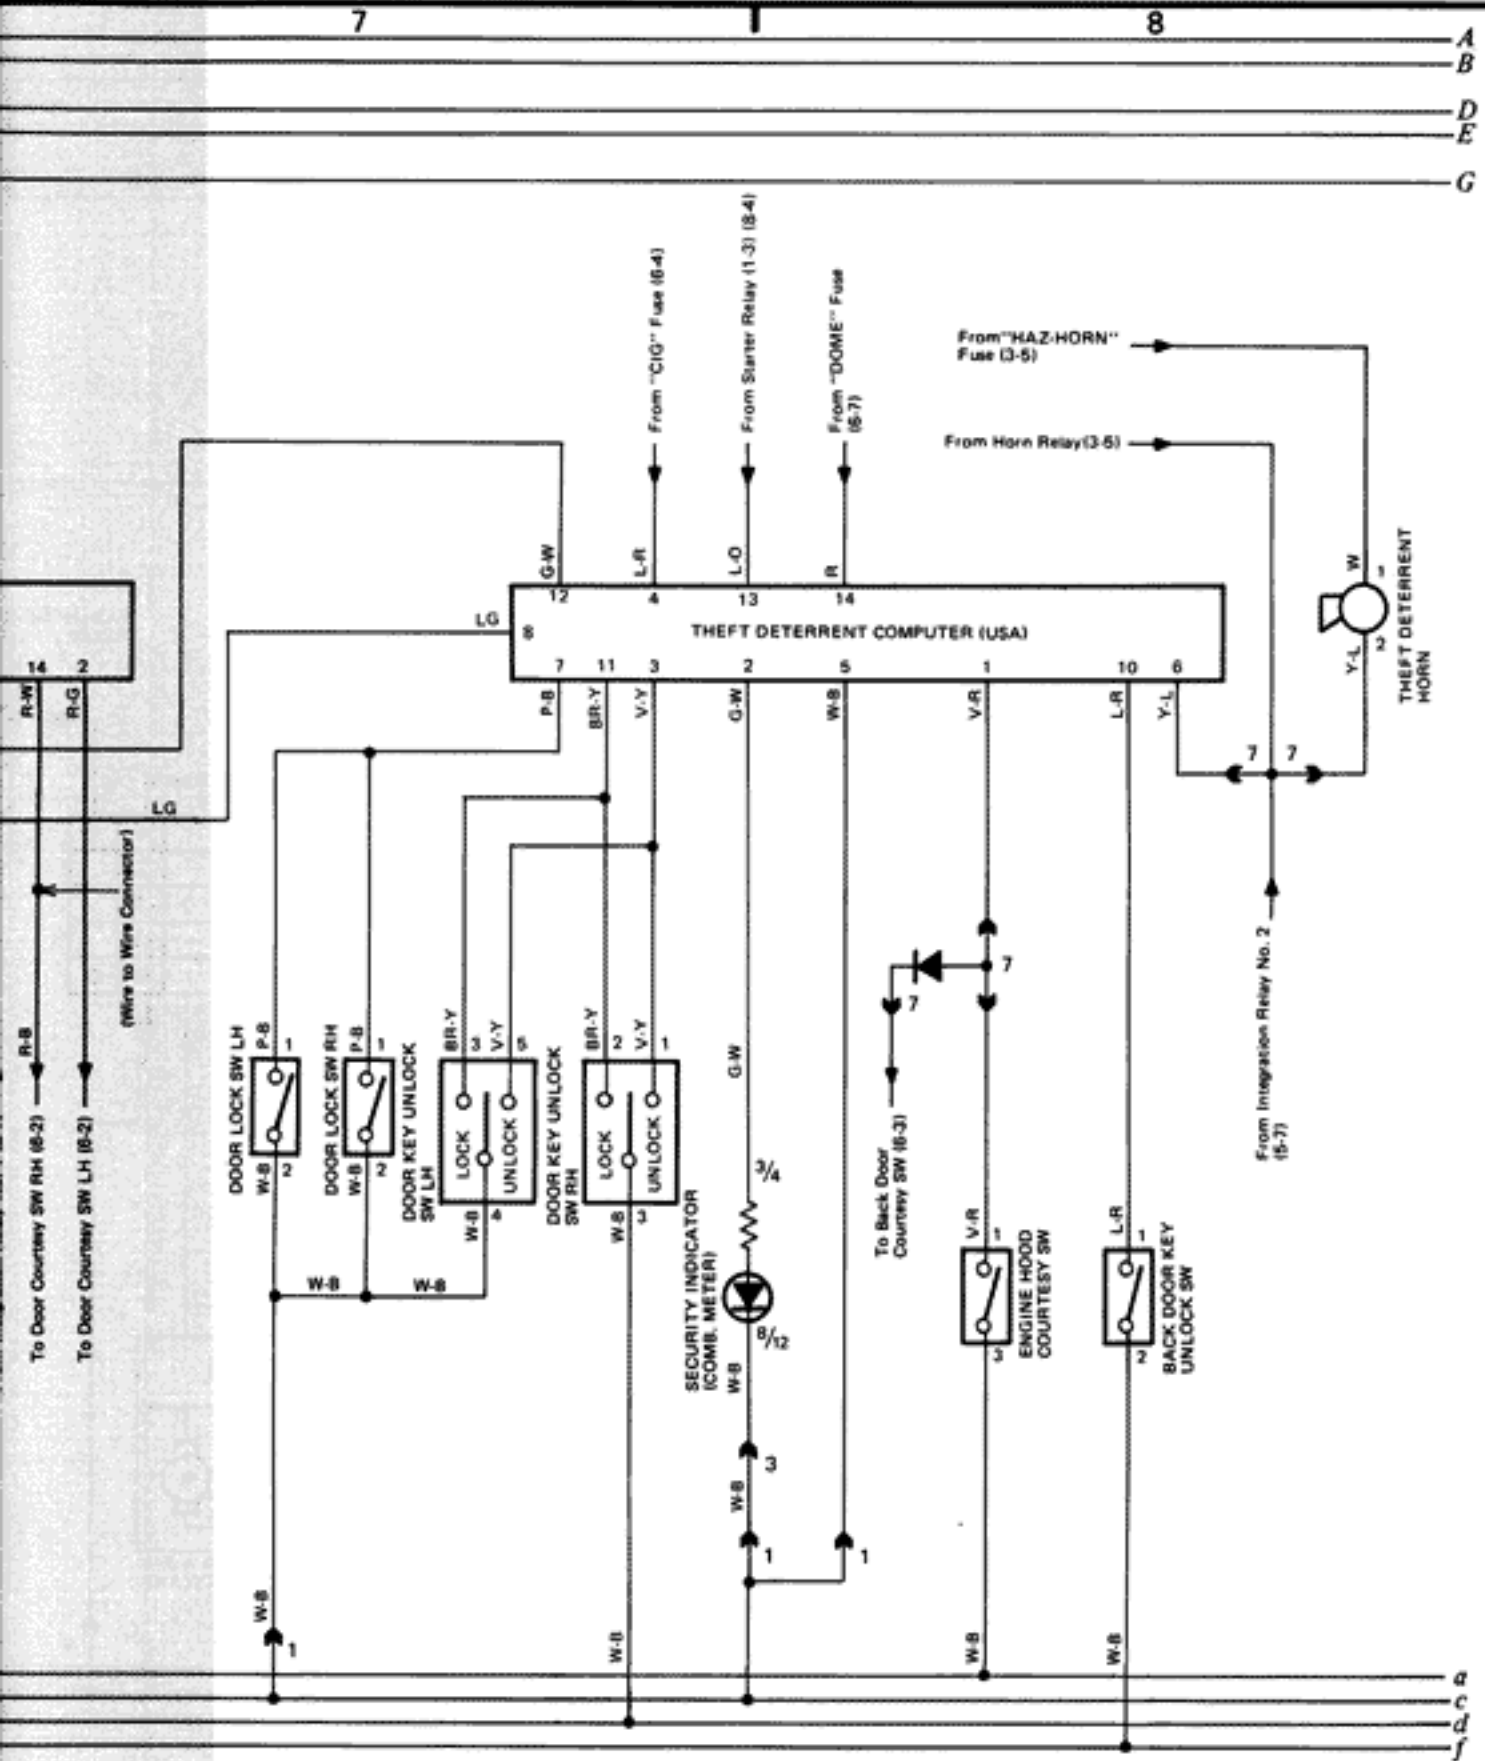 7
8
A
B
D
E
G
From "CIG" Fuse (6-4)
From Starter Relay (1-3) (8-4)
From "DOME" Fuse
(6-7)
From "HAZ-HORN"
Fuse (3-5)
From Horn Relay (3-5)
G-W
L-R
L-O
R
W
1
12
4
13
14
LG
8
THEFT DETERRENT COMPUTER (USA)
THEFT DETERRENT
HORN
2
Y-L
14
2
7
11
3
2
5
1
10
6
R-W
R-G
P-B
BR-Y
V-Y
G-W
W-B
V-R
L-R
Y-L
7
7
LG
(Wire to Wire Connector)
R-B
To Door Courtesy SW RH (6-2)
To Door Courtesy SW LH (6-2)
7
7
To Back Door
Courtesy SW (6-3)
From Integration Relay No. 2
(5-7)
DOOR LOCK SW LH
P-B
1
W-B
2
DOOR LOCK SW RH
P-B
1
W-B
2
DOOR KEY UNLOCK
SW LH
BR-Y
3
V-Y
5
LOCK
UNLOCK
W-B
4
DOOR KEY UNLOCK
SW RH
BR-Y
2
V-Y
1
LOCK
UNLOCK
W-B
3
G-W
3/4
SECURITY INDICATOR
(COMB. METER)
8/12
W-B
3
W-B
1
1
V-R
1
ENGINE HOOD
COURTESY SW
L-R
1
BACK DOOR KEY
UNLOCK SW
2
W-B
W-B
W-B
1
W-B
W-B
W-B
a
c
d
f